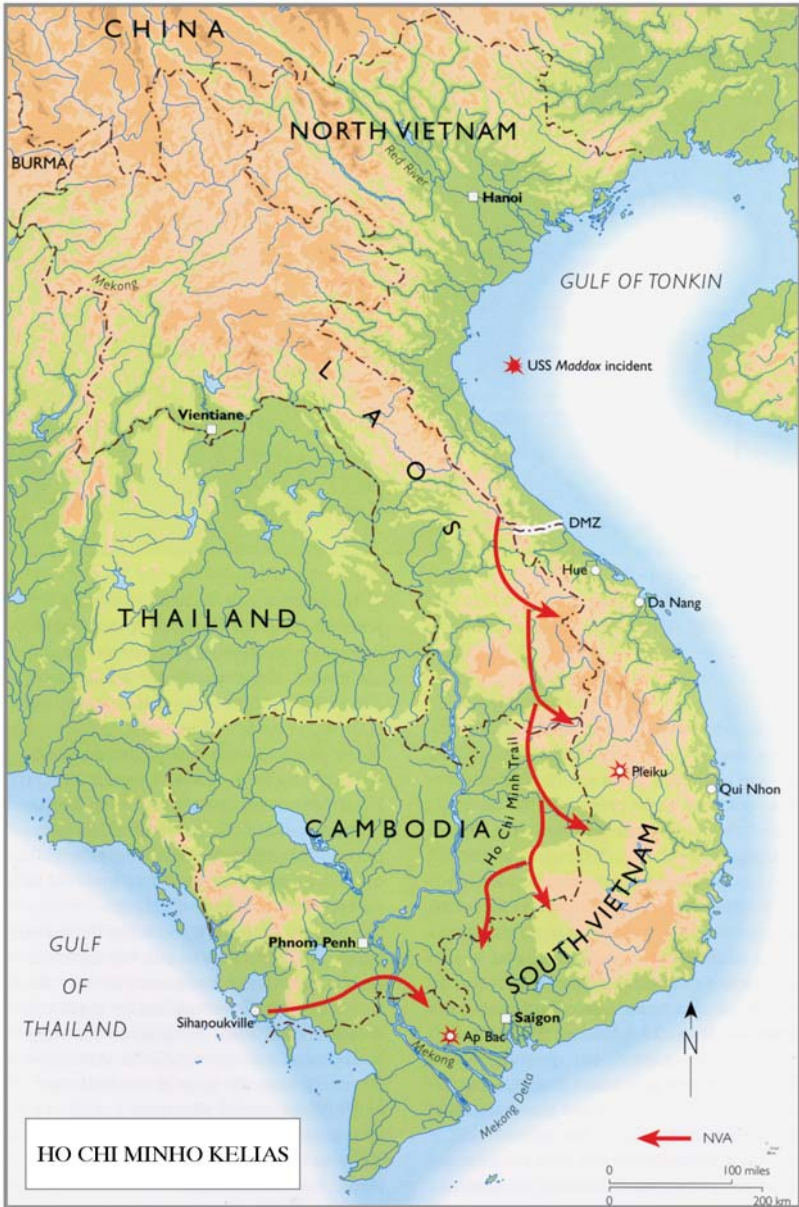 CHINA
NORTH VIETNAM
BURMA
Red River
Hanoi
Mekong
GULF OF TONKIN
USS Maddox incident
LAOS
Vientiane
DMZ
Hue
Da Nang
THAILAND
Ho Chi Minh Trail
Pleiku
Qui Nhon
CAMBODIA
SOUTH VIETNAM
Phnom Penh
GULF
OF
THAILAND
Sihanoukville
Saigon
Ap Bac
Mekong
Mekong Delta
N
HO CHI MINHO KELIAS
NVA
0 100 miles
0 200 km